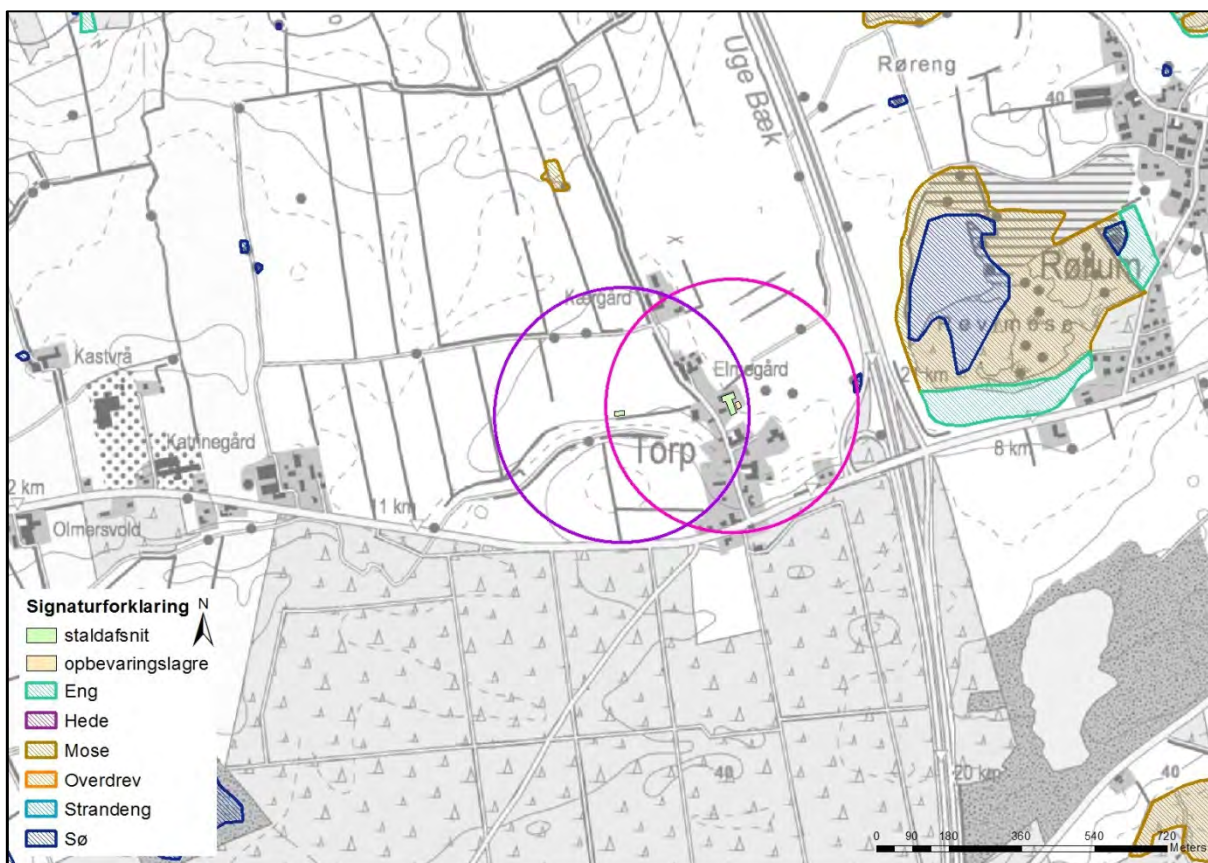 Uge Bæk
Røreng
40
Kærgård
Rørum
Røvmose
Kastvrå
Elmegård
21 km
Katrinegård
Torp
8 km
2 km
11 km
Olmersvold
Signaturforklaring
N
staldafsnit
opbevaringslagre
Eng
Hede
Mose
Overdrev
Strandeng
Sø
40
20 km
40
0 90 180 360 540 720
Meters